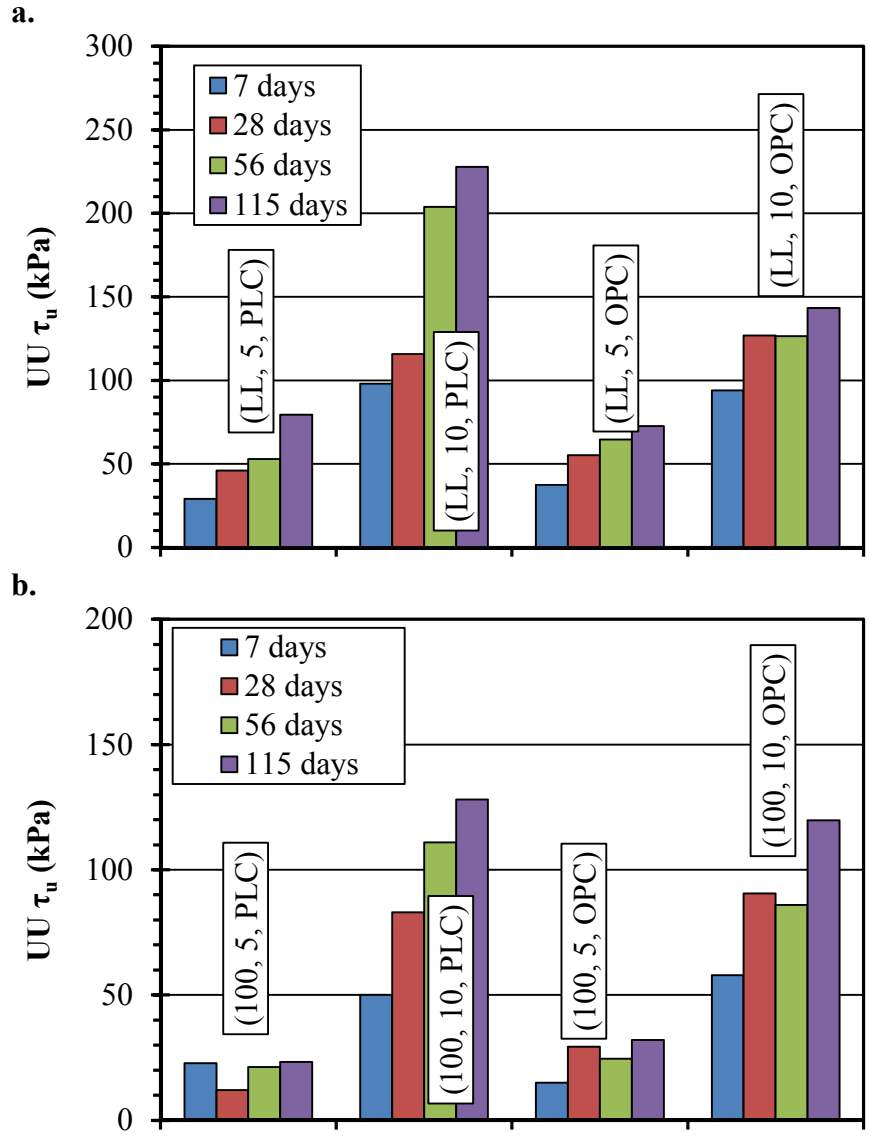 a.
300
250
200
150
100
50
0
UU τu (kPa)
7 days
28 days
56 days
115 days
(LL, 5, PLC)
(LL, 10, PLC)
(LL, 5, OPC)
(LL, 10, OPC)
b.
200
150
100
50
0
UU τu (kPa)
7 days
28 days
56 days
115 days
(100, 5, PLC)
(100, 10, PLC)
(100, 5, OPC)
(100, 10, OPC)